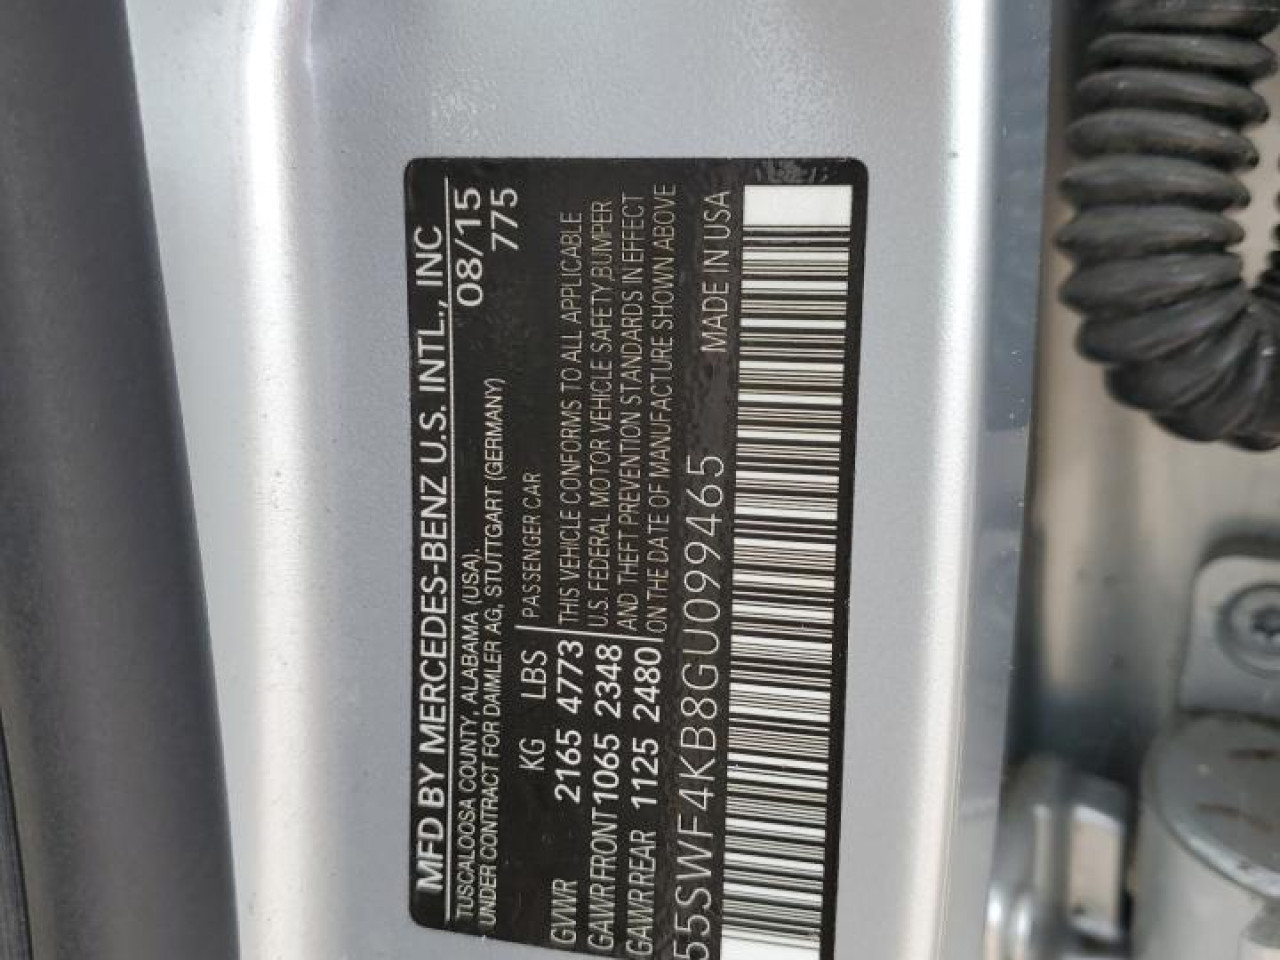 MFD BY MERCEDES-BENZ U.S. INTL., INC
TUSCALOOSA COUNTY, ALABAMA (USA). 08/15
UNDER CONTRACT FOR DAIMLER AG, STUTTGART (GERMANY) 775
KG LBS PASSENGER CAR
GVWR 2165 4773 THIS VEHICLE CONFORMS TO ALL APPLICABLE
GAWR FRONT 1065 2348 U.S. FEDERAL MOTOR VEHICLE SAFETY, BUMPER
GAWR REAR 1125 2480 AND THEFT PREVENTION STANDARDS IN EFFECT
ON THE DATE OF MANUFACTURE SHOWN ABOVE
55SWF4KB8GU099465 MADE IN USA